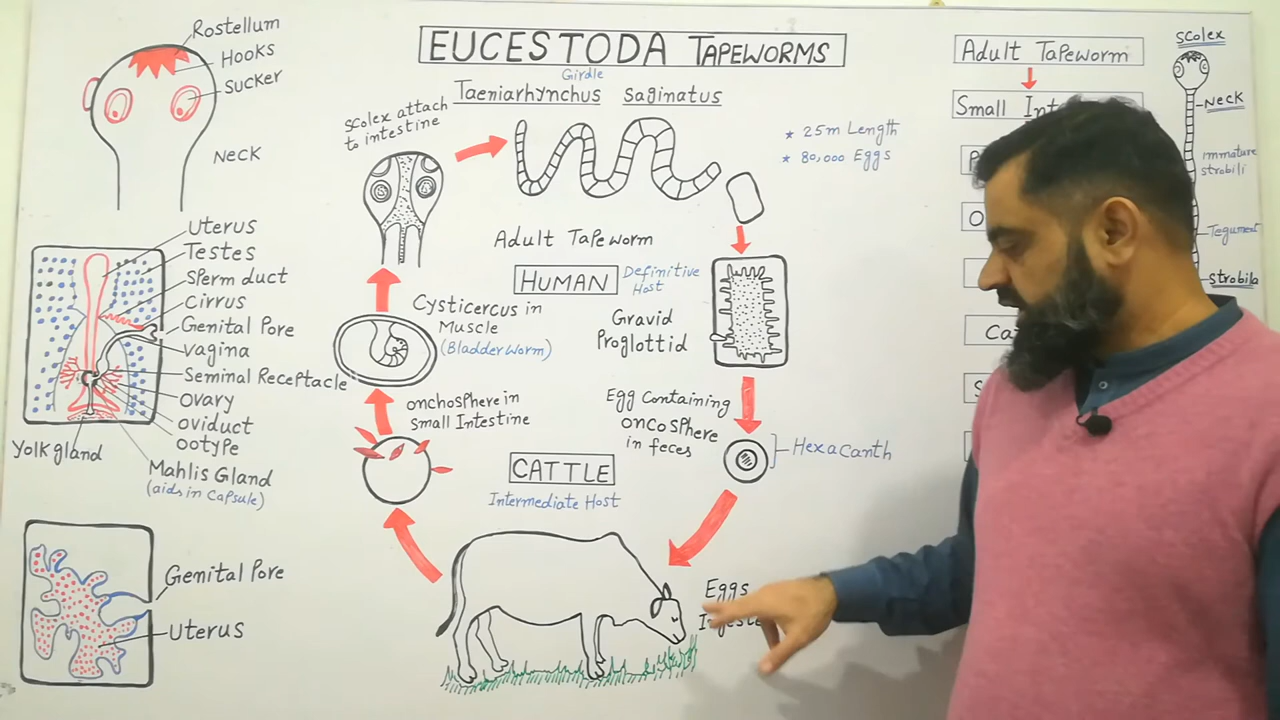 EUCESTODA TAPEWORMS
Girdle
Taeniarhynchus saginatus
* 25m Length
* 80,000 Eggs
Rostellum
Hooks
Sucker
NECK
Uterus
Testes
Sperm duct
Cirrus
Genital Pore
vagina
Seminal Receptacle
ovary
oviduct
ootype
Yolk gland
Mahlis Gland
(aids in Capsule)
Genital Pore
Uterus
Scolex attach
to intestine
Adult Tapeworm
HUMAN
Definitive
Host
Cysticercus in
Muscle
(Bladder worm)
Gravid
Proglottid
onchosphere in
Small Intestine
Egg Containing
oncosphere
in feces
Hexacanth
CATTLE
Intermediate Host
Eggs
Adult Tapeworm
Small
Scolex
NECK
Immature
strobili
Tegument
Strobila